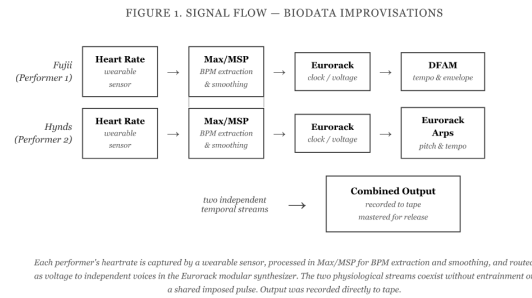 FIGURE 1. SIGNAL FLOW — BIODATA IMPROVISATIONS
Fujii
(Performer 1)
Heart Rate
wearable
sensor
→
Max/MSP
BPM extraction
& smoothing
→
Eurorack
clock / voltage
→
DFAM
tempo & envelope
Hynds
(Performer 2)
Heart Rate
wearable
sensor
→
Max/MSP
BPM extraction
& smoothing
→
Eurorack
clock / voltage
→
Eurorack
Arps
pitch & tempo
two independent
temporal streams
→
Combined Output
recorded to tape
mastered for release
Each performer's heartrate is captured by a wearable sensor, processed in Max/MSP for BPM extraction and smoothing, and routed
as voltage to independent voices in the Eurorack modular synthesizer. The two physiological streams coexist without entrainment or
a shared imposed pulse. Output was recorded directly to tape.